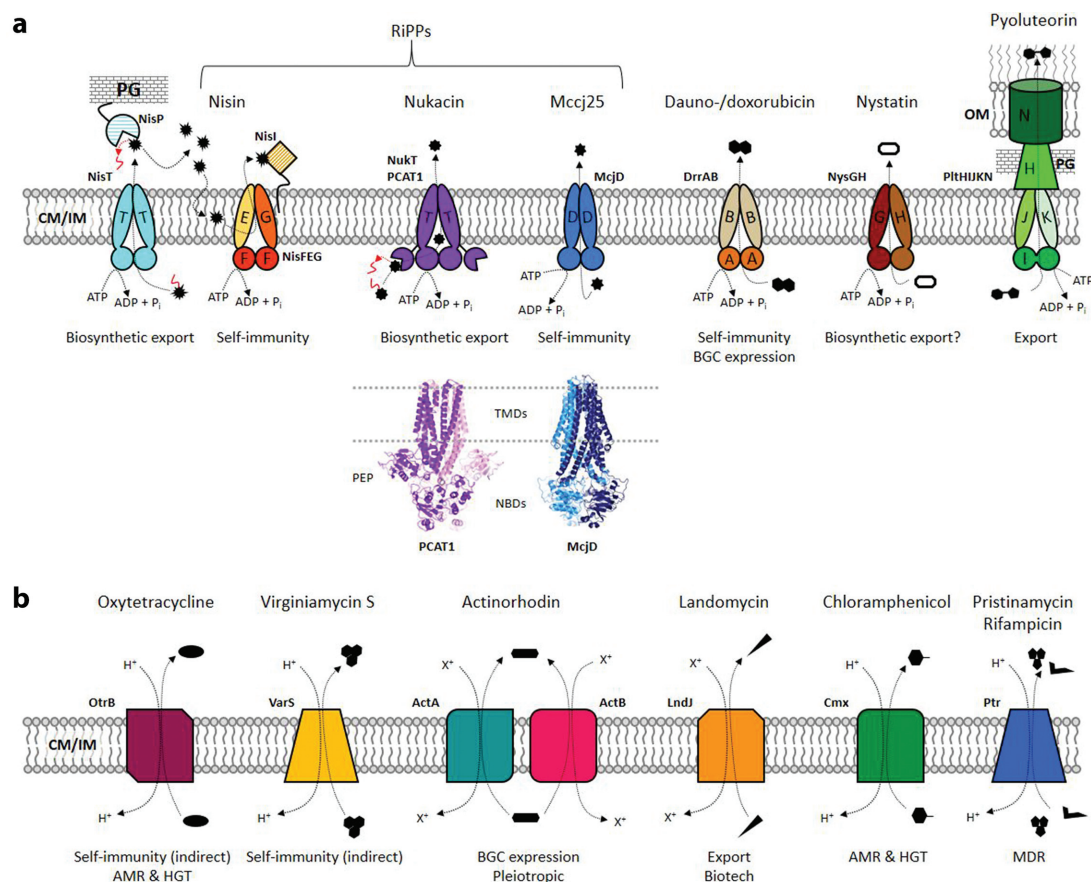 a
RiPPs
Pyoluteorin
PG
Nisin
Nukacin
Mccj25
Dauno-/doxorubicin
Nystatin
NisP
NisI
OM
N
NisT
NukT
PCAT1
McjD
DrrAB
NysGH
PltHIJKN
H
PG
CM/IM
T T
E G
T T
D D
B B
G H
J K
F F
NisFEG
A A
I
ATP
ADP + Pi
ATP
ADP + Pi
ATP
ADP + Pi
ATP
ADP + Pi
ATP
ADP + Pi
ATP
ADP + Pi
ATP
ADP + Pi
Biosynthetic export
Self-immunity
Biosynthetic export
Self-immunity
Self-immunity
BGC expression
Biosynthetic export?
Export
TMDs
PEP
NBDs
PCAT1
McjD
b
Oxytetracycline
Virginiamycin S
Actinorhodin
Landomycin
Chloramphenicol
Pristinamycin
Rifampicin
H+
H+
X+
X+
X+
H+
H+
OtrB
VarS
ActA
ActB
LndJ
Cmx
Ptr
CM/IM
H+
H+
X+
X+
X+
H+
H+
Self-immunity (indirect)
AMR & HGT
Self-immunity (indirect)
BGC expression
Pleiotropic
Export
Biotech
AMR & HGT
MDR